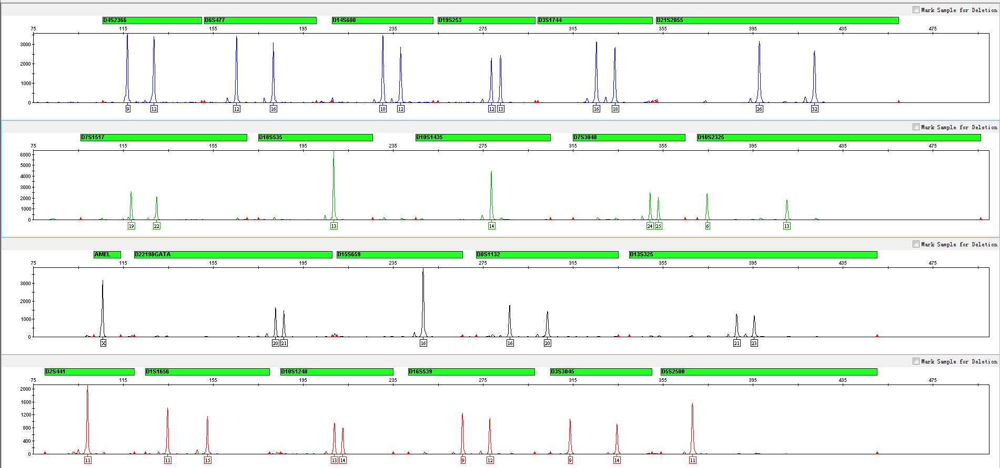 Mark Sample for Deletion
D4S2366 D6S477 D14S608 D19S253 D3S1744 D21S2055
75 115 155 195 235 275 315 355 395 435 475
3000
2000
1000
0
9 12 12 16 10 12 12 13 16 18 26 32
Mark Sample for Deletion
D7S1517 D18S535 D10S1435 D7S3048 D10S2325
75 115 155 195 235 275 315 355 395 435 475
6000
5000
4000
3000
2000
1000
0
19 22 13 14 24 25 6 13
Mark Sample for Deletion
AMEL D22198GATA D15S659 D8S1132 D13S325
75 115 155 195 235 275 315 355 395 435 475
3000
2000
1000
0
X 20 21 16 16 20 21 23
Mark Sample for Deletion
D2S441 D1S1656 D10S1248 D16S539 D3S3045 D5S2500
75 115 155 195 235 275 315 355 395 435 475
2000
1600
1200
800
400
0
11 11 15 13 14 9 12 9 14 11